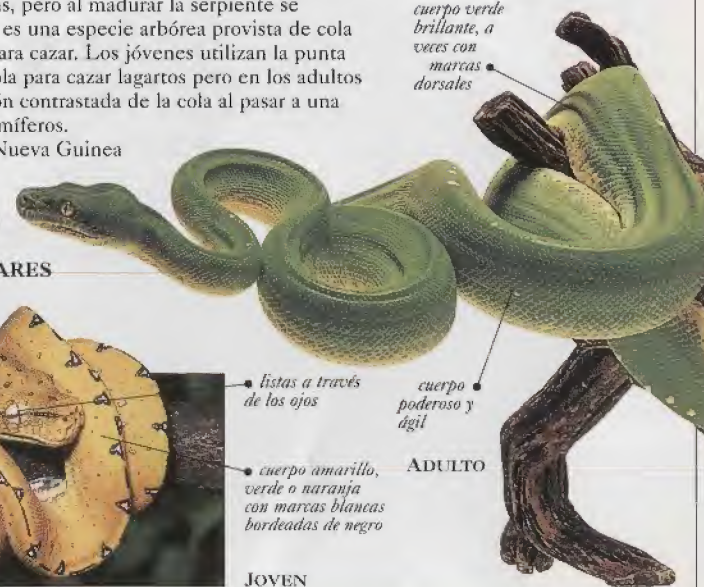 as, pero al madurar la serpiente se
es una especie arbórea provista de cola
ara cazar. Los jóvenes utilizan la punta
ola para cazar lagartos pero en los adultos
ón contrastada de la cola al pasar a una
míferos.
Nueva Guinea
cuerpo verde
brillante, a
veces con
marcas
dorsales
ARES
listas a través
de los ojos
cuerpo
poderoso y
ágil
ADULTO
cuerpo amarillo,
verde o naranja
con marcas blancas
bordeadas de negro
JOVEN